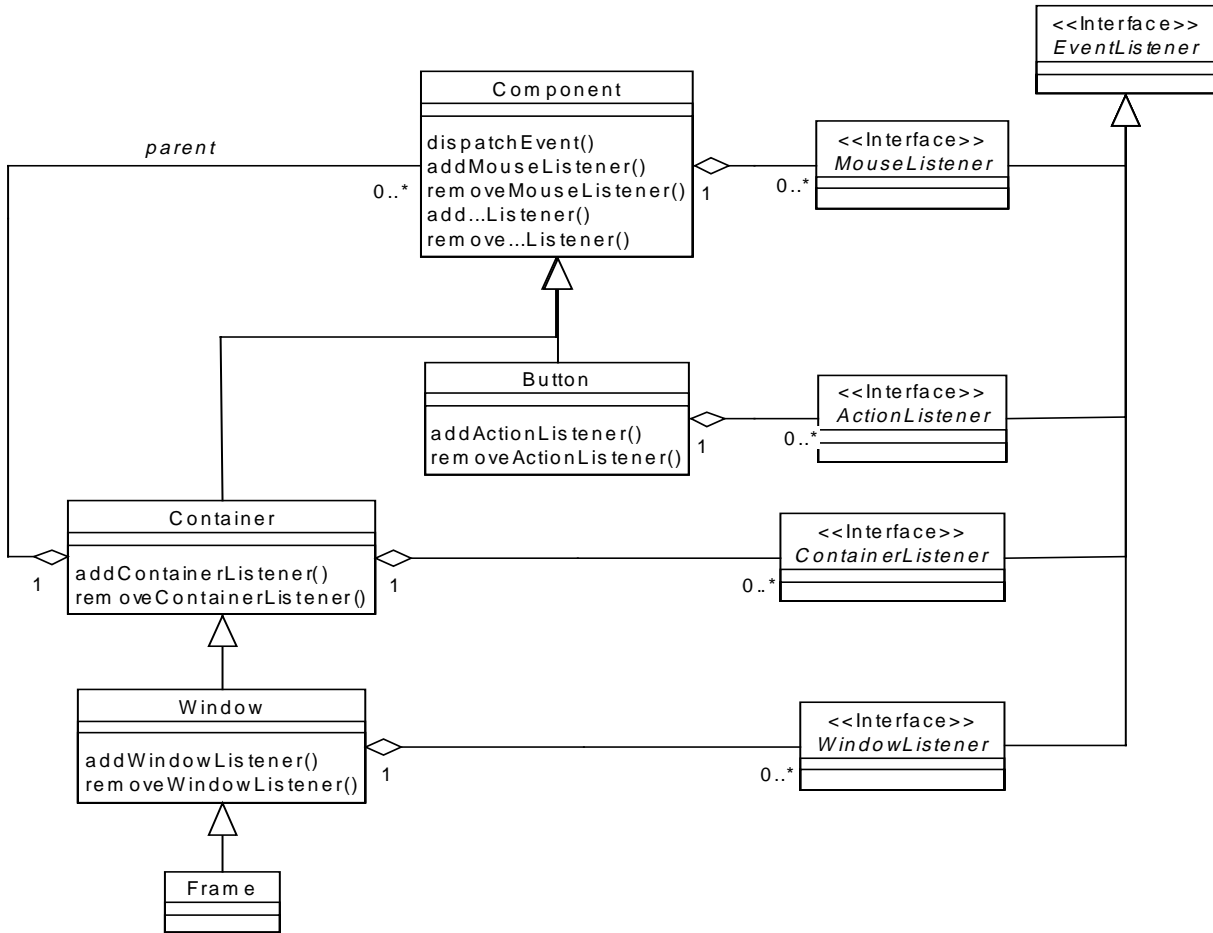 <<Interface>>
EventListener
Component
dispatchEvent()
addMouseListener()
removeMouseListener()
add...Listener()
remove...Listener()
parent
0..*
1
0..*
<<Interface>>
MouseListener
Button
addActionListener()
removeActionListener()
1
0..*
<<Interface>>
ActionListener
Container
addContainerListener()
removeContainerListener()
1
1
0..*
<<Interface>>
ContainerListener
Window
addWindowListener()
removeWindowListener()
1
0..*
<<Interface>>
WindowListener
Frame